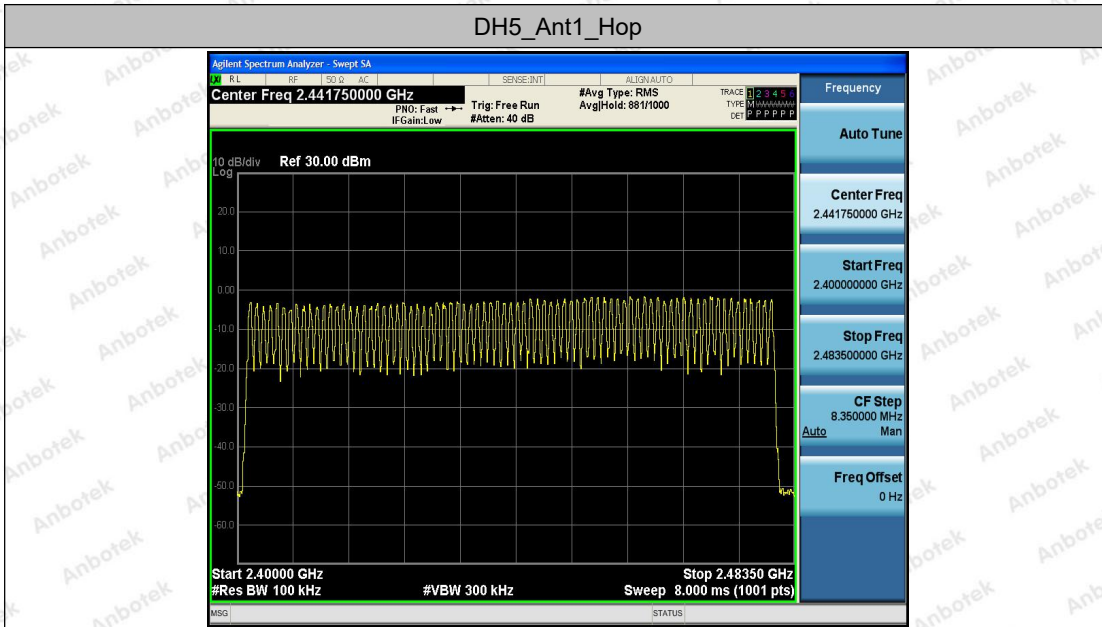 DH5_Ant1_Hop
Agilent Spectrum Analyzer - Swept SA
RL RF 50 Ω AC SENSE:INT ALIGNAUTO
Center Freq 2.441750000 GHz
PNO: Fast
IFGain:Low
Trig: Free Run
#Atten: 40 dB
#Avg Type: RMS
Avg|Hold: 881/1000
TRACE 1 2 3 4 5 6
TYPE M
DET P P P P P P
10 dB/div Ref 30.00 dBm
Log
20.0
10.0
0.00
-10.0
-20.0
-30.0
-40.0
-50.0
-60.0
Start 2.40000 GHz Stop 2.48350 GHz
#Res BW 100 kHz #VBW 300 kHz Sweep 8.000 ms (1001 pts)
MSG STATUS
Frequency
Auto Tune
Center Freq
2.441750000 GHz
Start Freq
2.400000000 GHz
Stop Freq
2.483500000 GHz
CF Step
8.350000 MHz
Auto Man
Freq Offset
0 Hz
Anbotek